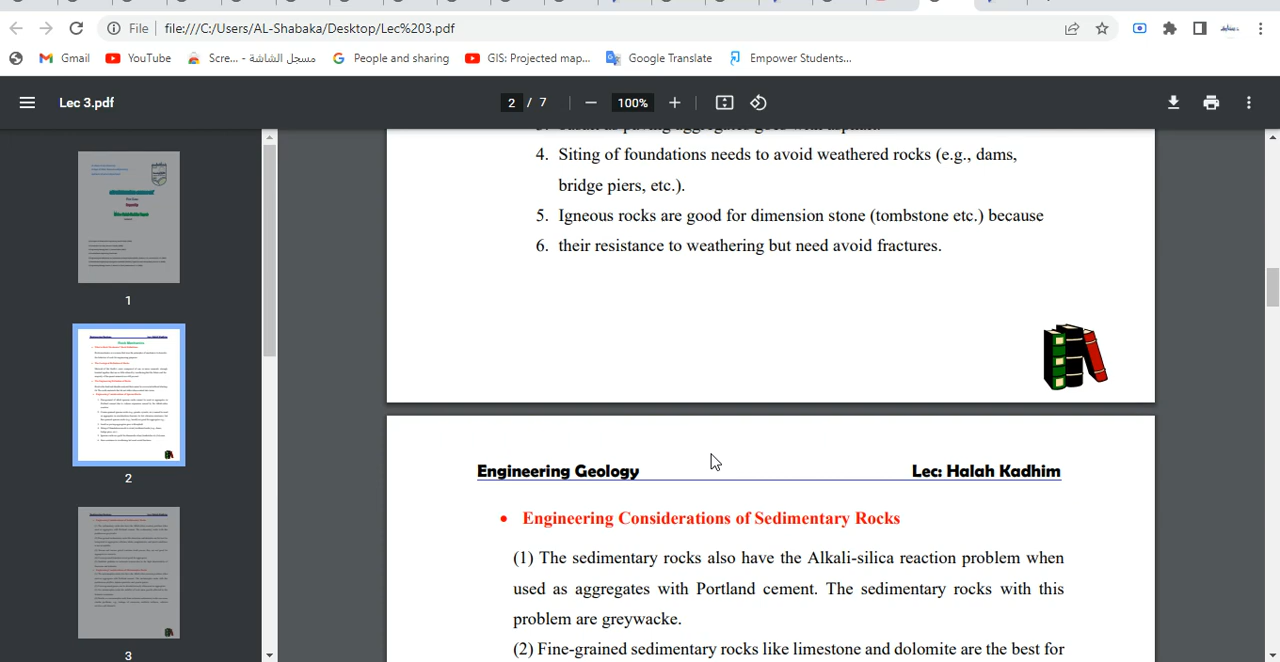 File file:///C:/Users/AL-Shabaka/Desktop/Lec%203.pdf
Gmail YouTube Scre... - مسجل الشاشة People and sharing GIS: Projected map... Google Translate Empower Students...
Lec 3.pdf 2 / 7 100%
4. Siting of foundations needs to avoid weathered rocks (e.g., dams,
bridge piers, etc.).
5. Igneous rocks are good for dimension stone (tombstone etc.) because
6. their resistance to weathering but need avoid fractures.
1
2
3
Engineering Geology Lec: Halah Kadhim
• Engineering Considerations of Sedimentary Rocks
(1) The sedimentary rocks also have the Alkali-silica reaction problem when
used as aggregates with Portland cement. The sedimentary rocks with this
problem are greywacke.
(2) Fine-grained sedimentary rocks like limestone and dolomite are the best for